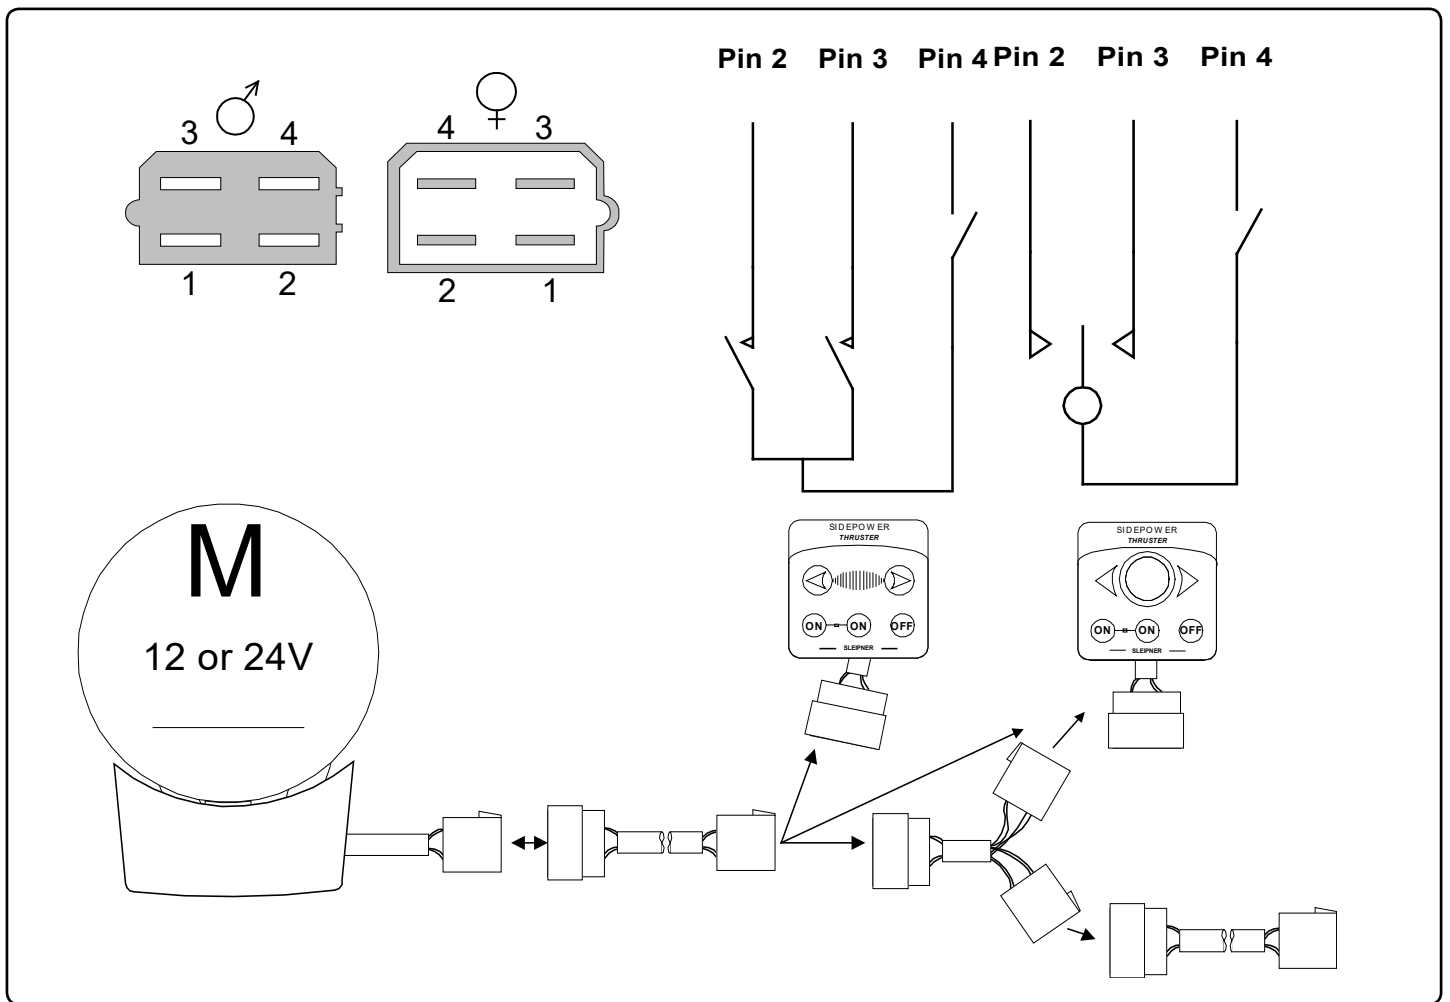 Pin 2 Pin 3 Pin 4 Pin 2 Pin 3 Pin 4
3 4
4 3
1 2
2 1
M
12 or 24V
SIDEPOWER
THRUSTER
ON ON OFF
SLEIPNER
SIDEPOWER
THRUSTER
ON ON OFF
SLEIPNER